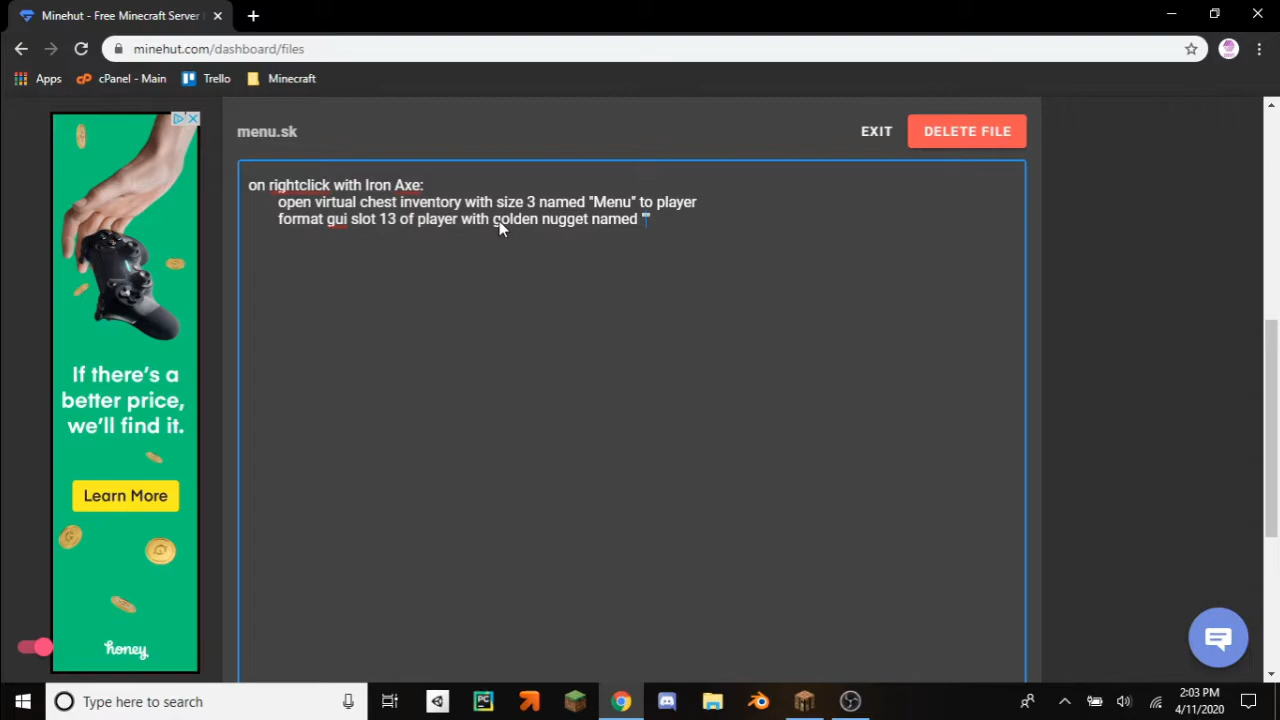 Minehut - Free Minecraft Server
minehut.com/dashboard/files
Apps
cPanel - Main
Trello
Minecraft
menu.sk
EXIT
DELETE FILE
on rightclick with Iron Axe:
open virtual chest inventory with size 3 named "Menu" to player
format gui slot 13 of player with golden nugget named ""
If there's a
better price,
we'll find it.
Learn More
honey
Type here to search
2:03 PM
4/11/2020